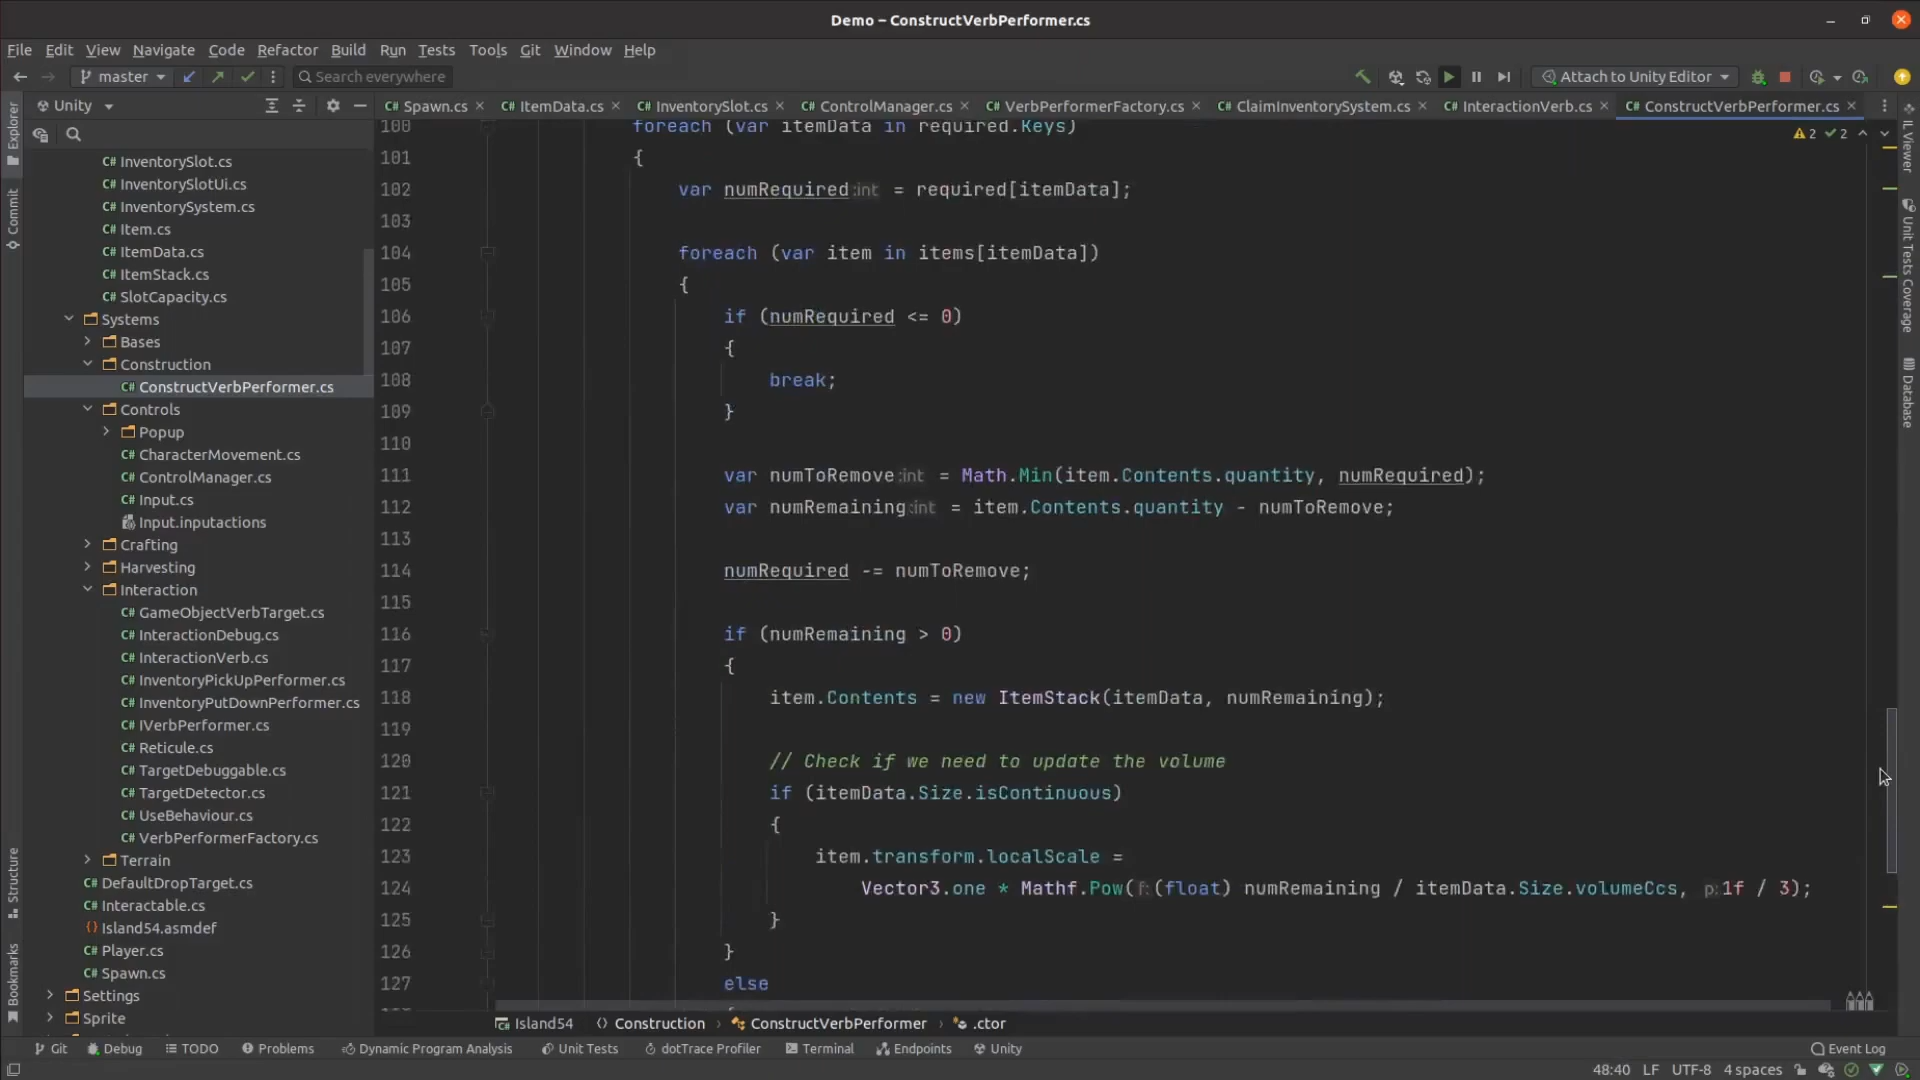 Demo – ConstructVerbPerformer.cs
File Edit View Navigate Code Refactor Build Run Tests Tools Git Window Help
master Search everywhere Attach to Unity Editor
Unity
Spawn.cs ItemData.cs InventorySlot.cs ControlManager.cs VerbPerformerFactory.cs ClaimInventorySystem.cs InteractionVerb.cs ConstructVerbPerformer.cs
Explorer
Commit
Structure
Bookmarks
C# InventorySlot.cs
C# InventorySlotUi.cs
C# InventorySystem.cs
C# Item.cs
C# ItemData.cs
C# ItemStack.cs
C# SlotCapacity.cs
Systems
Bases
Construction
C# ConstructVerbPerformer.cs
Controls
Popup
C# CharacterMovement.cs
C# ControlManager.cs
C# Input.cs
Input.inputactions
Crafting
Harvesting
Interaction
C# GameObjectVerbTarget.cs
C# InteractionDebug.cs
C# InteractionVerb.cs
C# InventoryPickUpPerformer.cs
C# InventoryPutDownPerformer.cs
C# IVerbPerformer.cs
C# Reticule.cs
C# TargetDebuggable.cs
C# TargetDetector.cs
C# UseBehaviour.cs
C# VerbPerformerFactory.cs
Terrain
C# DefaultDropTarget.cs
C# Interactable.cs
Island54.asmdef
C# Player.cs
C# Spawn.cs
Settings
Sprite
100 foreach (var itemData in required.Keys)
101 {
102 var numRequired:int = required[itemData];
103
104 foreach (var item in items[itemData])
105 {
106 if (numRequired <= 0)
107 {
108 break;
109 }
110
111 var numToRemove:int = Math.Min(item.Contents.quantity, numRequired);
112 var numRemaining:int = item.Contents.quantity - numToRemove;
113
114 numRequired -= numToRemove;
115
116 if (numRemaining > 0)
117 {
118 item.Contents = new ItemStack(itemData, numRemaining);
119
120 // Check if we need to update the volume
121 if (itemData.Size.isContinuous)
122 {
123 item.transform.localScale =
124 Vector3.one * Mathf.Pow(f:(float) numRemaining / itemData.Size.volumeCcs, p:1f / 3);
125 }
126 }
127 else
2 2
IL Viewer
Unit Tests Coverage
Database
Island54 Construction ConstructVerbPerformer .ctor
Git Debug TODO Problems Dynamic Program Analysis Unit Tests dotTrace Profiler Terminal Endpoints Unity Event Log
48:40 LF UTF-8 4 spaces